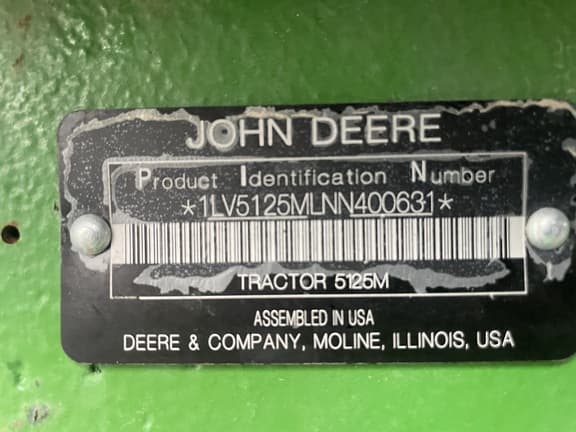 JOHN DEERE
Product Identification Number
*1LV5125MLNN400631*
TRACTOR 5125M
ASSEMBLED IN USA
DEERE & COMPANY, MOLINE, ILLINOIS, USA